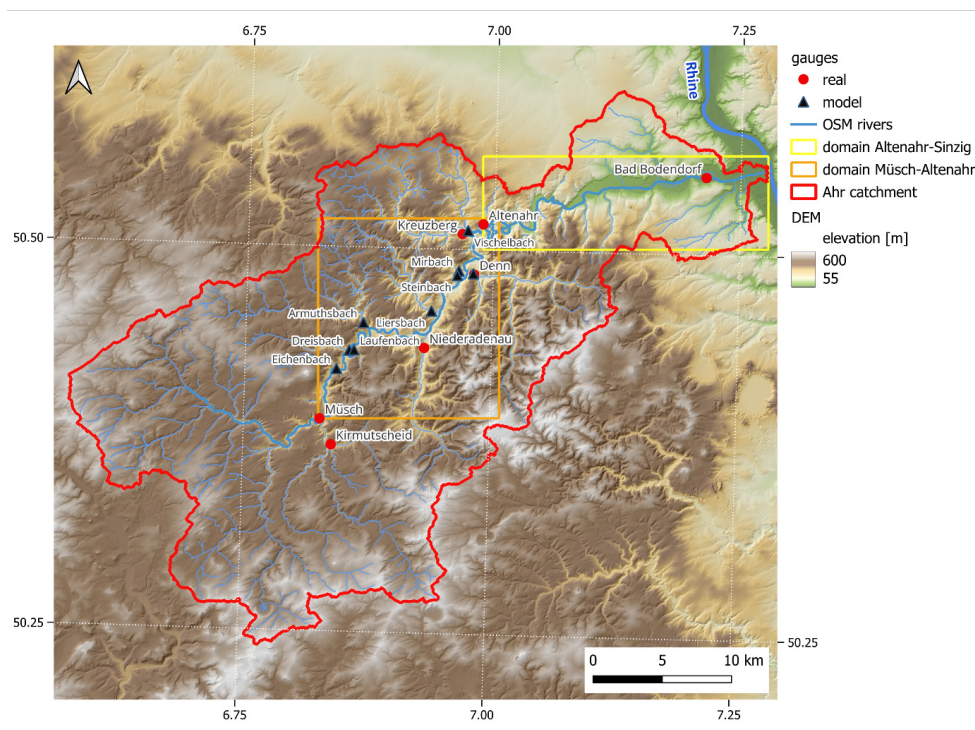 6.75
7.00
7.25
gauges
real
model
OSM rivers
domain Altenahr-Sinzig
domain Müsch-Altenahr
Ahr catchment
DEM
elevation [m]
600
55
Rhine
Bad Bodendorf
Altenahr
Kreuzberg
50.50
Vischelbach
Mirbach
Denn
Steinbach
Armuthsbach
Liersbach
Dreisbach
Laufenbach
Niederadenau
Eichenbach
Müsch
Kirmutscheid
50.25
50.25
0
5
10 km
6.75
7.00
7.25